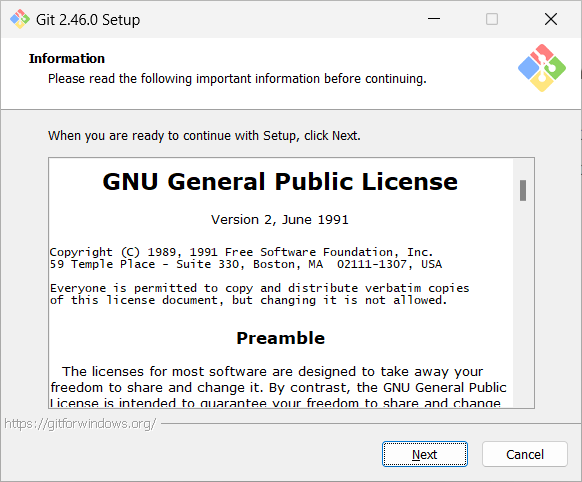 Git 2.46.0 Setup
Information
Please read the following important information before continuing.
When you are ready to continue with Setup, click Next.
GNU General Public License
Version 2, June 1991
Copyright (C) 1989, 1991 Free Software Foundation, Inc.
59 Temple Place - Suite 330, Boston, MA  02111-1307, USA
Everyone is permitted to copy and distribute verbatim copies
of this license document, but changing it is not allowed.
Preamble
The licenses for most software are designed to take away your
freedom to share and change it. By contrast, the GNU General Public
License is intended to guarantee your freedom to share and change
https://gitforwindows.org/
Next
Cancel